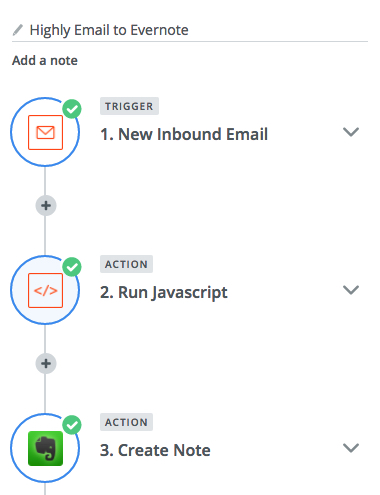 Highly Email to Evernote
Add a note
TRIGGER
1. New Inbound Email
ACTION
</>
2. Run Javascript
ACTION
3. Create Note